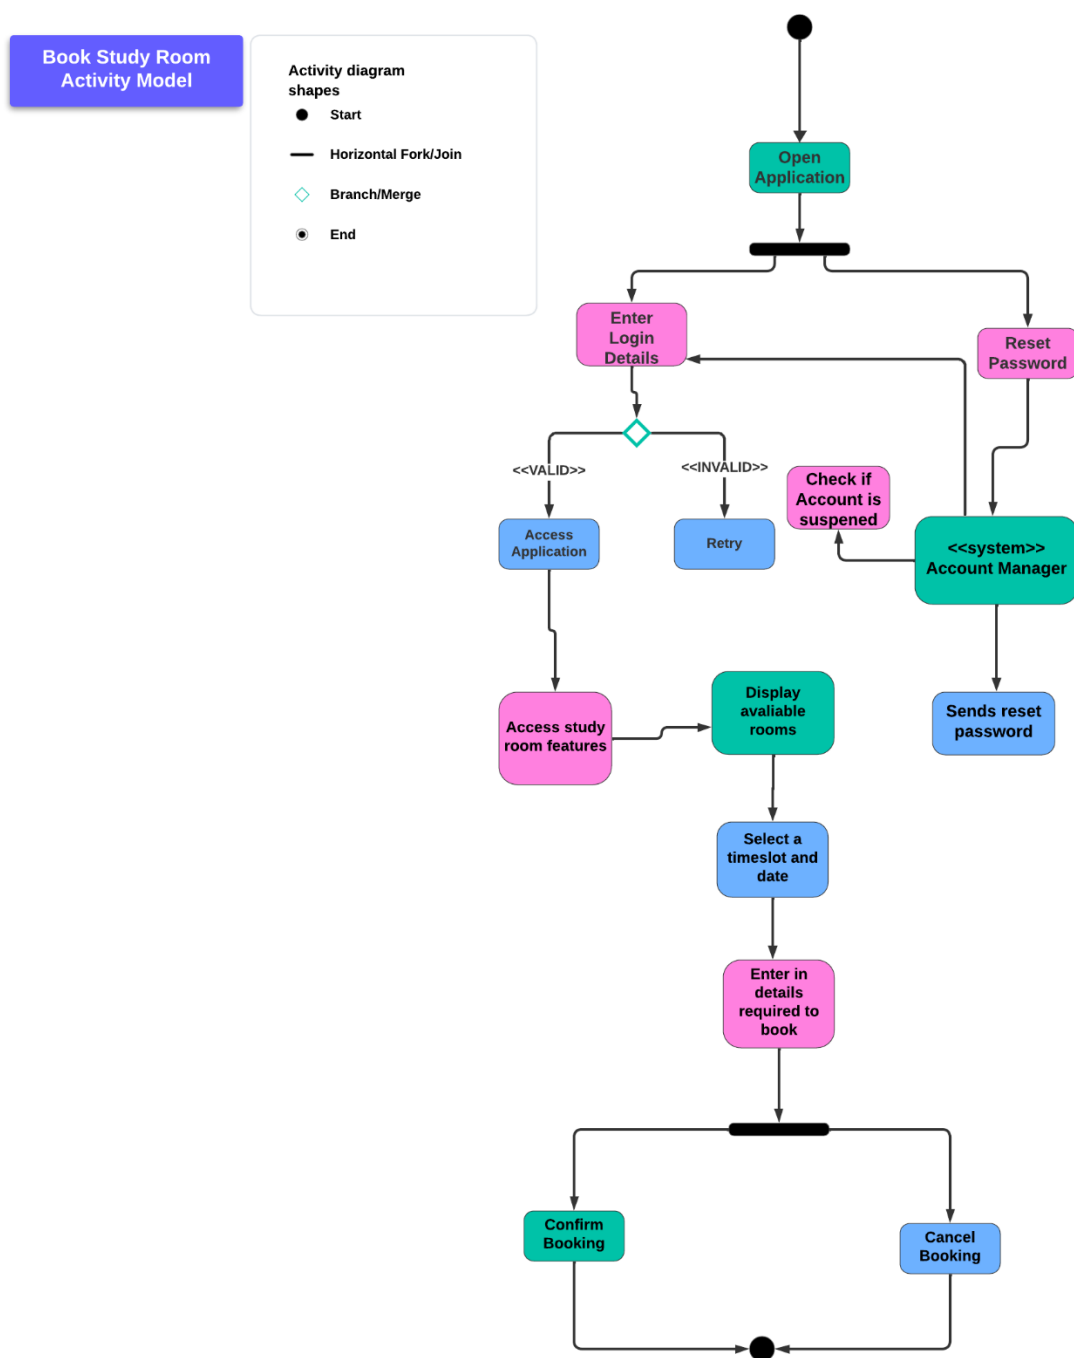 Book Study Room
Activity Model
Activity diagram
shapes
Start
Horizontal Fork/Join
Branch/Merge
End
Open
Application
Enter
Login
Details
Reset
Password
<<VALID>>
<<INVALID>>
Check if
Account is
suspened
Access
Application
Retry
<<system>>
Account Manager
Access study
room features
Display
avaliable
rooms
Sends reset
password
Select a
timeslot and
date
Enter in
details
required to
book
Confirm
Booking
Cancel
Booking